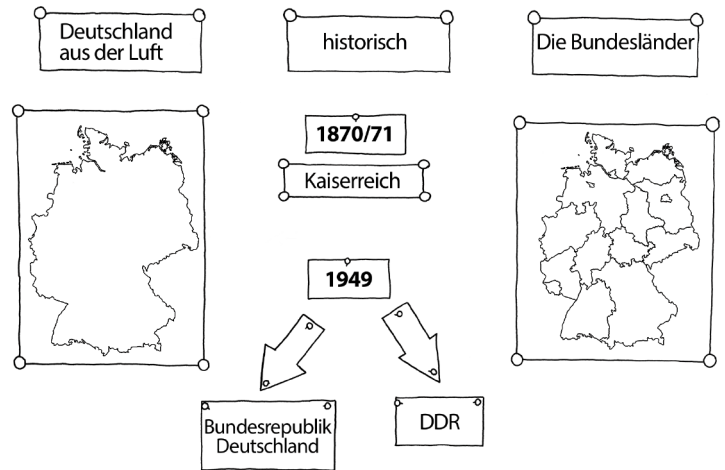 Deutschland
aus der Luft
historisch
Die Bundesländer
1870/71
Kaiserreich
1949
Bundesrepublik
Deutschland
DDR